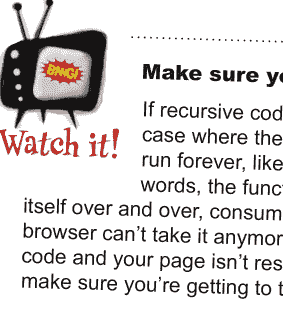 BANG!
Watch it!
Make sure yo
If recursive cod
case where the
run forever, like
words, the funct
itself over and over, consum
browser can't take it anymor
code and your page isn't res
make sure you're getting to t